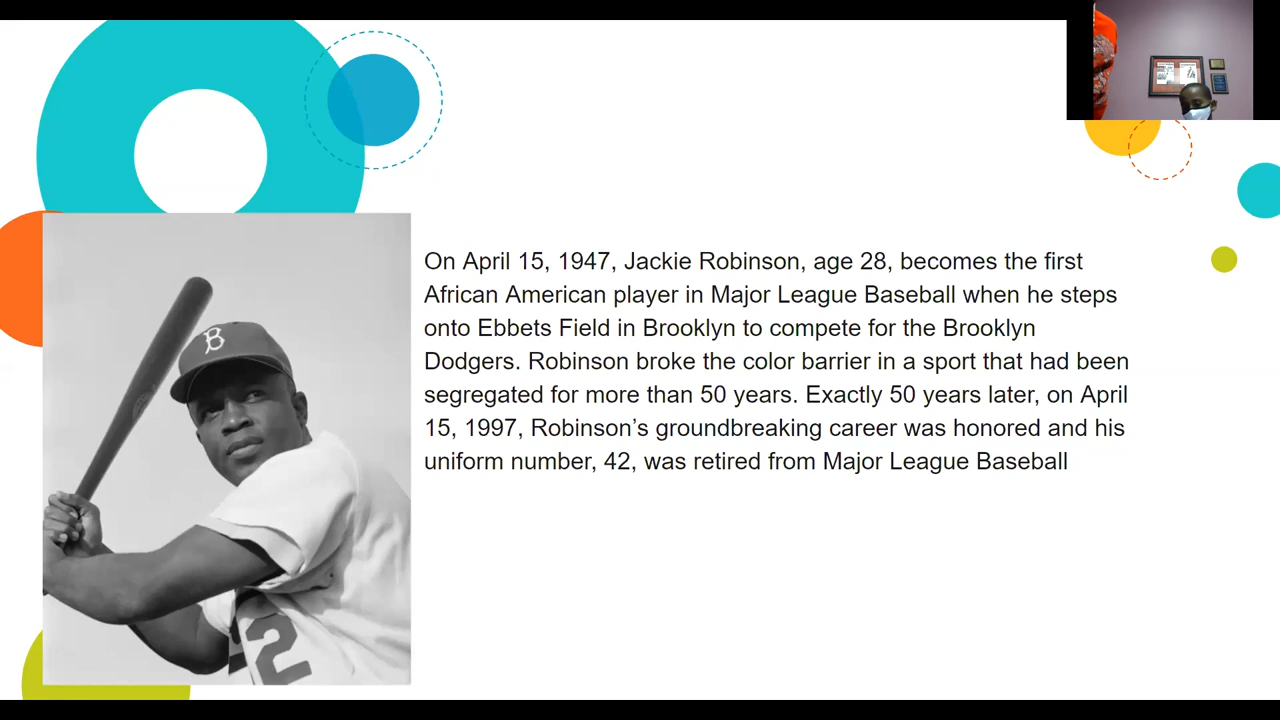 On April 15, 1947, Jackie Robinson, age 28, becomes the first
African American player in Major League Baseball when he steps
onto Ebbets Field in Brooklyn to compete for the Brooklyn
Dodgers. Robinson broke the color barrier in a sport that had been
segregated for more than 50 years. Exactly 50 years later, on April
15, 1997, Robinson’s groundbreaking career was honored and his
uniform number, 42, was retired from Major League Baseball
B
2